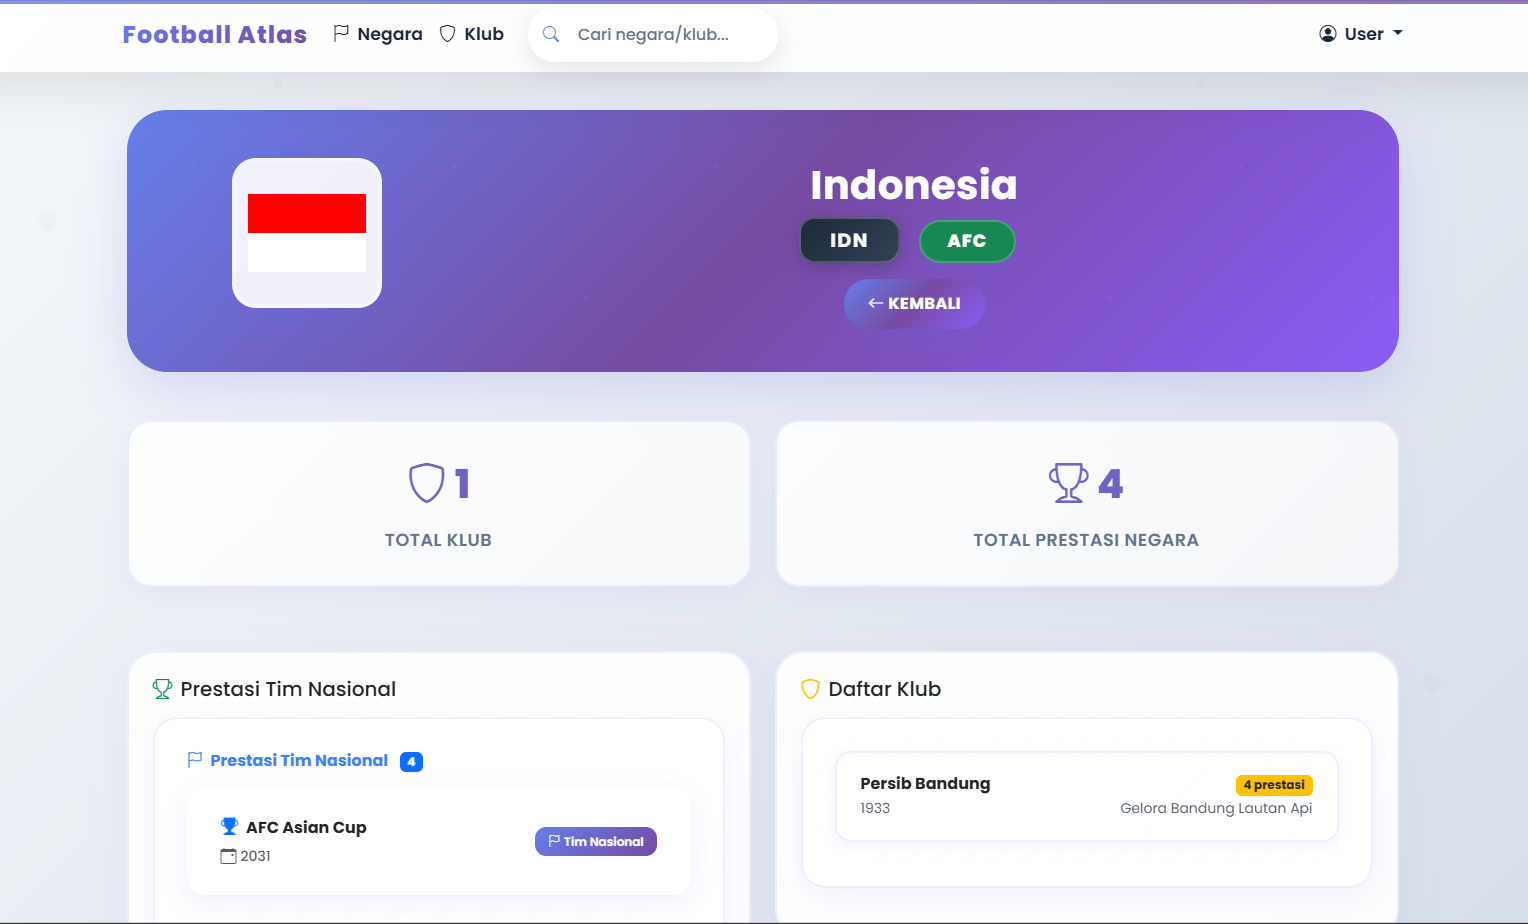 Football Atlas
Negara
Klub
Cari negara/klub...
User
Indonesia
IDN
AFC
← KEMBALI
1
TOTAL KLUB
4
TOTAL PRESTASI NEGARA
Prestasi Tim Nasional
Prestasi Tim Nasional 4
AFC Asian Cup
2031
Tim Nasional
Daftar Klub
Persib Bandung
4 prestasi
1933
Gelora Bandung Lautan Api